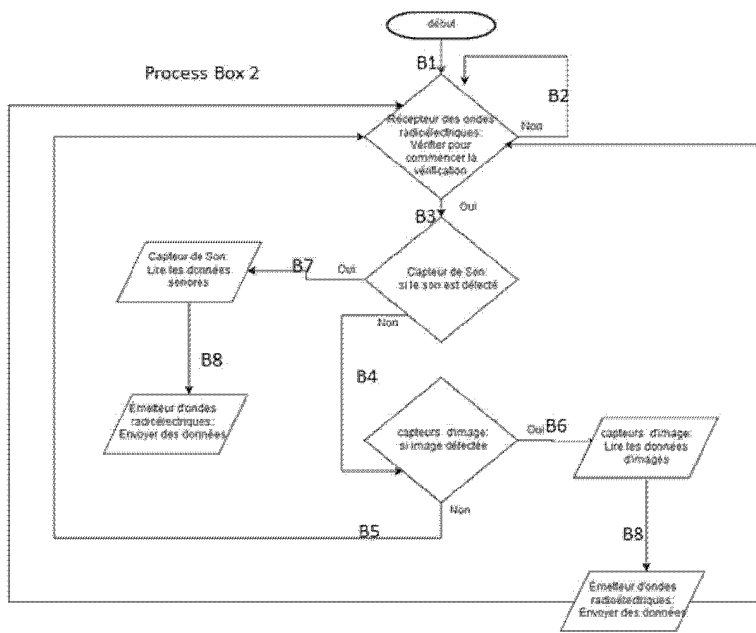 début
B1
Process Box 2
B2
Récepteur des ondes
radioélectriques:
Vérifier pour
commencer la
vérification
Non
Oui
B3
Capteur de Son:
Lire les données
sonores
B7
Oui
Capteur de Son:
si le son est détecté
Non
B8
B4
Émetteur d'ondes
radioélectriques:
Envoyer des données
capteurs d'image:
si image détectée
Oui
B6
capteurs d'image:
Lire les données
d'images
Non
B5
B8
Émetteur d'ondes
radioélectriques:
Envoyer des données